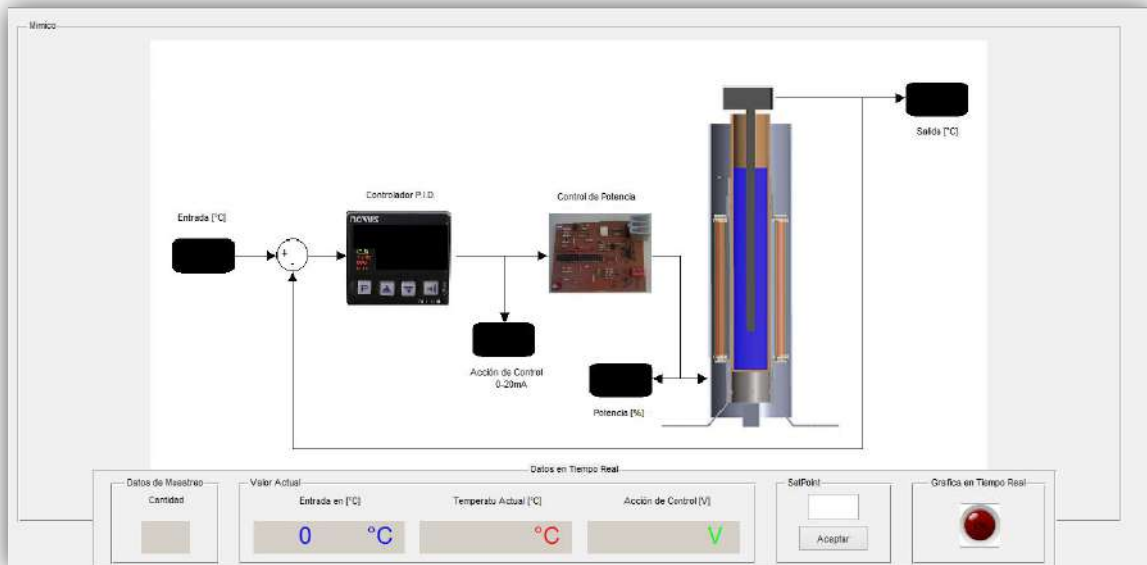 Mimico
Salida [°C]
Controlador P.I.D.
Control de Potencia
Entrada [°C]
novus
+
-
P
Acción de Control
0-20mA
Potencia [%]
Datos en Tiempo Real
Datos de Muestreo
Cantidad
Valor Actual
Entrada en [°C]
0 °C
Temperatu Actual [°C]
°C
Acción de Control [V]
V
SetPoint
Aceptar
Grafica en Tiempo Real